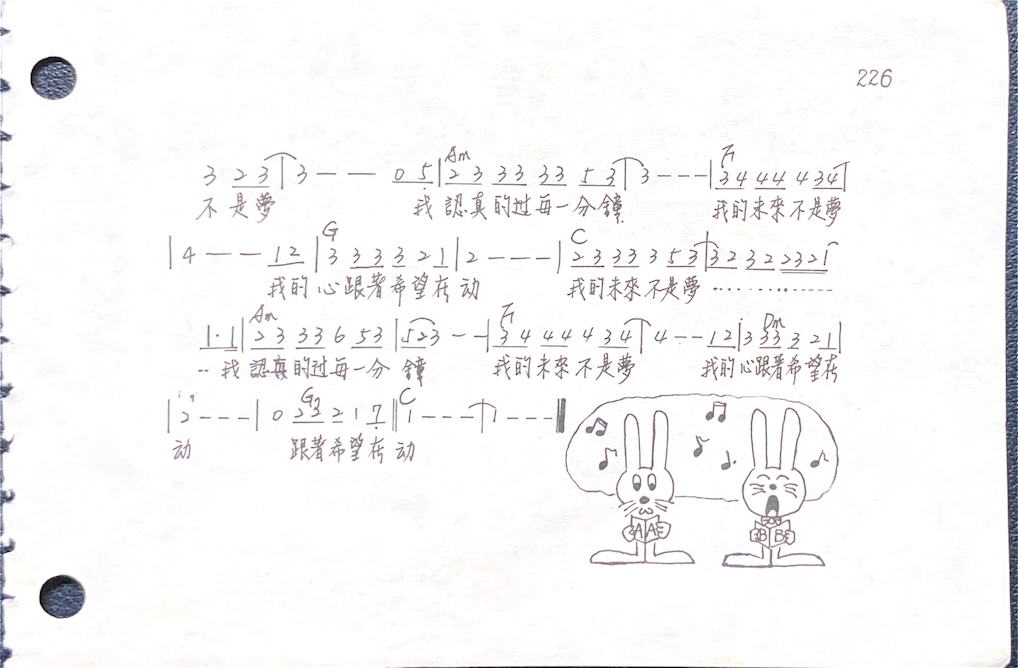 226
3 2 3 | 3 - - - 0 5 | Am 2 3 3 3 3 3 5 3 | 3 - - - | F 3 4 4 4 4 3 4 |
不是夢 我 認真的过每一分鐘 我的未來不是夢
| 4 - - 1 2 | G 3 3 3 3 2 1 | 2 - - - | C 2 3 3 3 3 5 3 | 3 2 3 2 2 3 2 1
我的心跟著希望在动 我的未來不是夢
1 · 1 | Am 2 3 3 3 6 5 3 | 5 2 3 - - | F 3 4 4 4 4 3 4 | 4 - - 1 2 | 3 Dm 3 3 3 2 1 |
我 認真的过每一分 鐘 我的未來不是夢 我的心跟著希望在
| 2 - - - | 0 G 2 2 2 1 7 || C 1 - - - | 1 - - - ||
动 跟著希望在动
A A B B